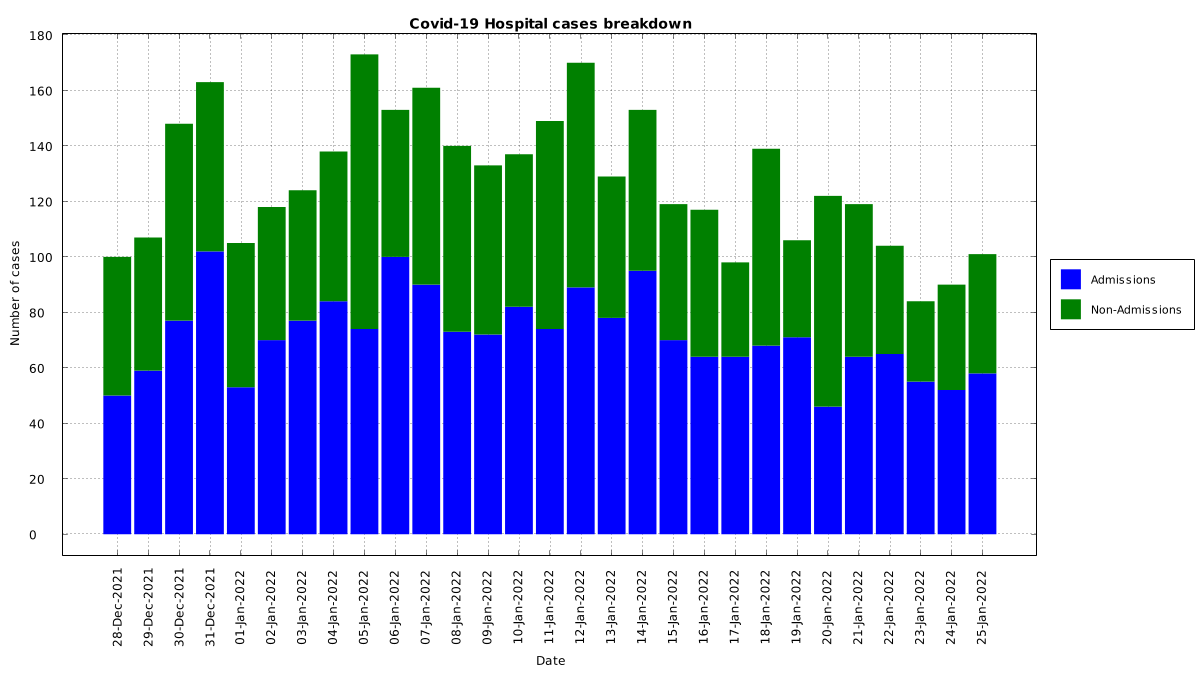 Covid-19 Hospital cases breakdown
180
160
140
120
100
80
60
40
20
0
Number of cases
28-Dec-2021
29-Dec-2021
30-Dec-2021
31-Dec-2021
01-Jan-2022
02-Jan-2022
03-Jan-2022
04-Jan-2022
05-Jan-2022
06-Jan-2022
07-Jan-2022
08-Jan-2022
09-Jan-2022
10-Jan-2022
11-Jan-2022
12-Jan-2022
13-Jan-2022
14-Jan-2022
15-Jan-2022
16-Jan-2022
17-Jan-2022
18-Jan-2022
19-Jan-2022
20-Jan-2022
21-Jan-2022
22-Jan-2022
23-Jan-2022
24-Jan-2022
25-Jan-2022
Date
Admissions
Non-Admissions